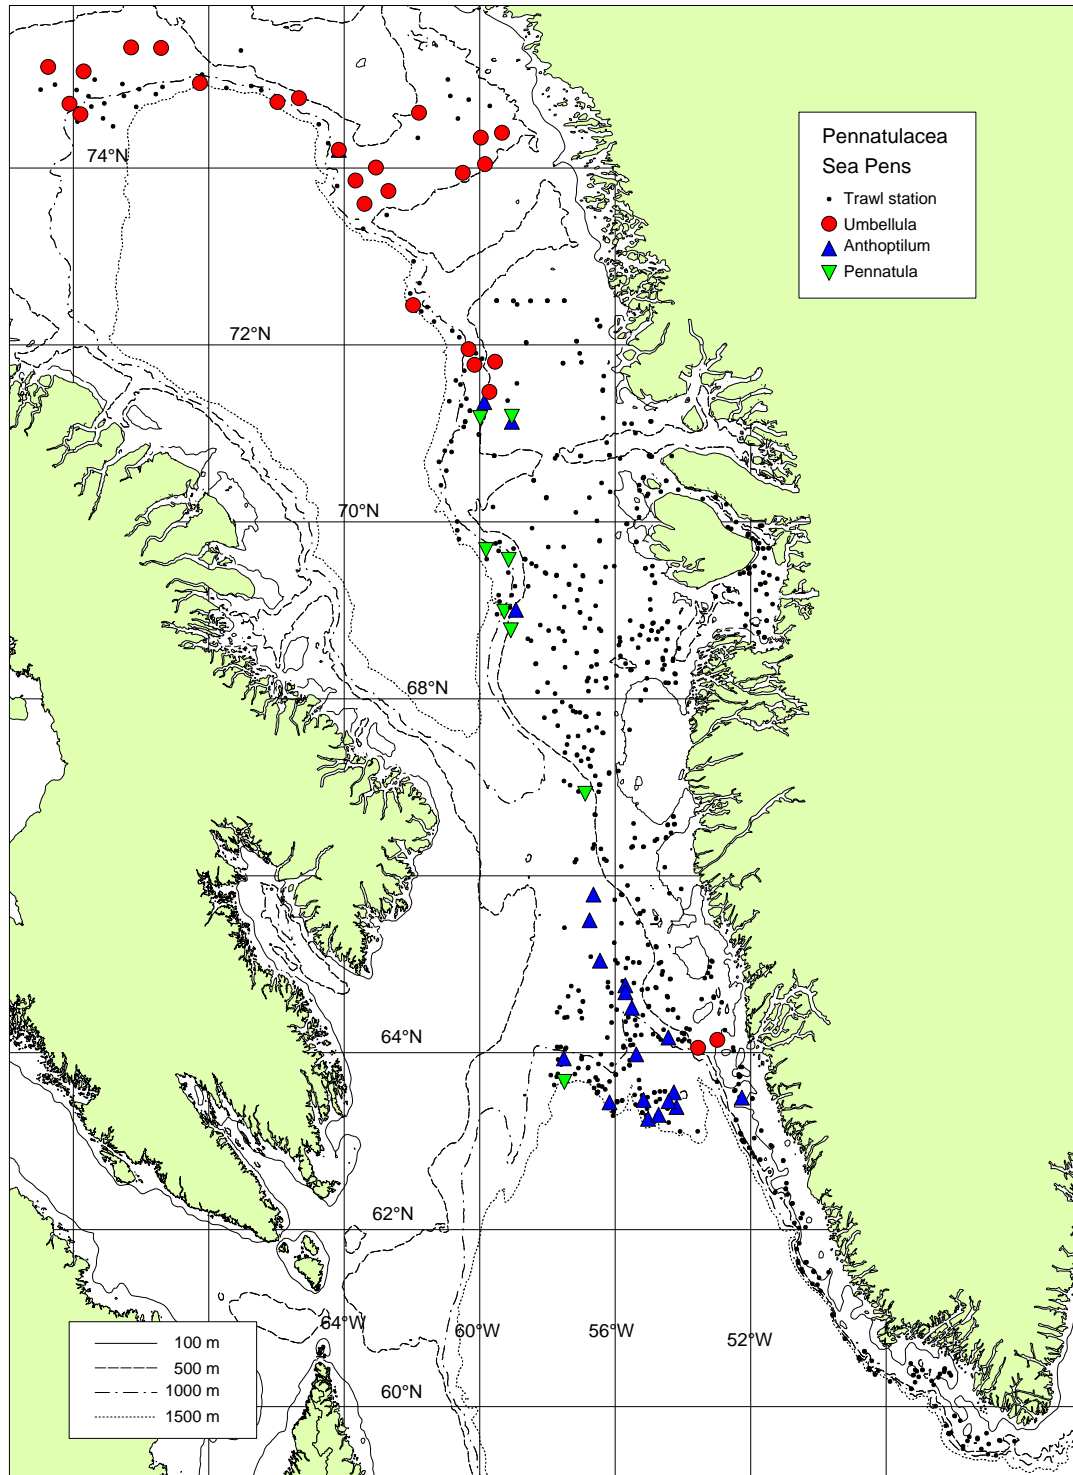 Pennatulacea
Sea Pens
Trawl station
Umbellula
Anthoptilum
Pennatula
74°N
72°N
70°N
68°N
64°N
62°N
64°W
60°W
56°W
52°W
60°N
100 m
500 m
1000 m
1500 m